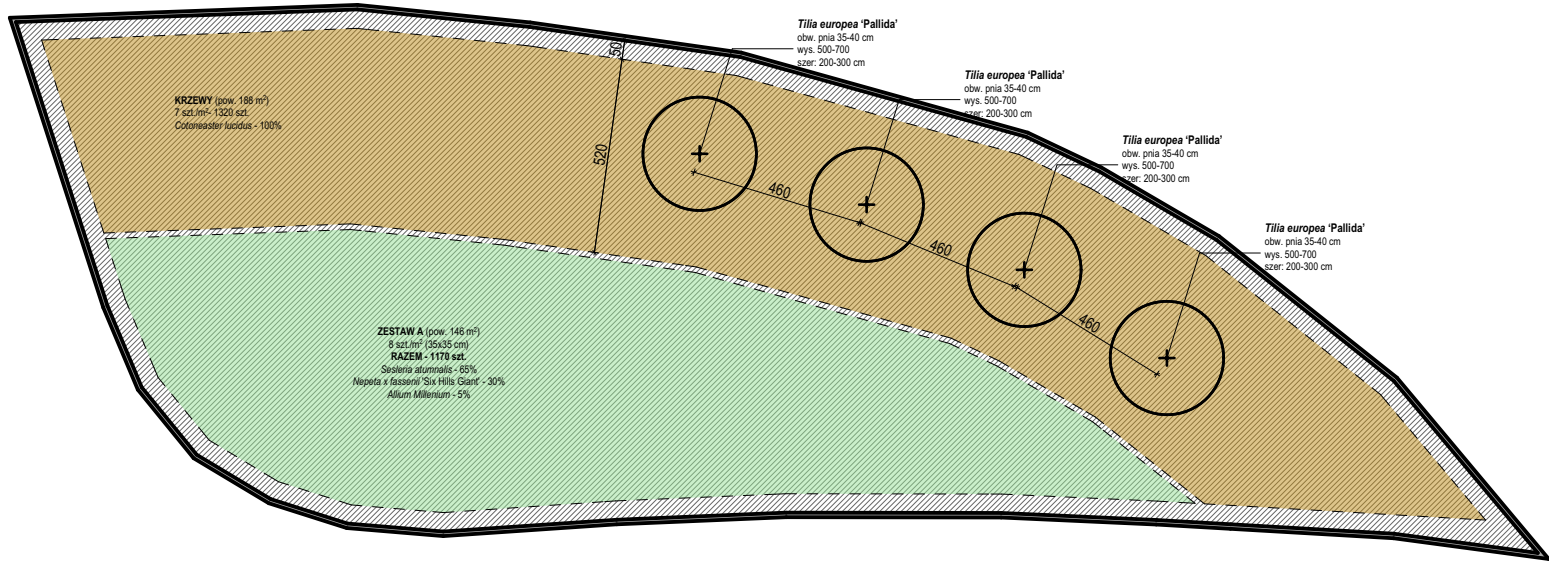 Tilia europea ‘Pallida’
obw. pnia 35-40 cm
wys. 500-700
szer: 200-300 cm
50
Tilia europea ‘Pallida’
obw. pnia 35-40 cm
wys. 500-700
szer: 200-300 cm
KRZEWY (pow. 188 m²)
7 szt./m²- 1320 szt.
Cotoneaster lucidus - 100%
520
Tilia europea ‘Pallida’
obw. pnia 35-40 cm
wys. 500-700
szer: 200-300 cm
460
460
Tilia europea ‘Pallida’
obw. pnia 35-40 cm
wys. 500-700
szer: 200-300 cm
460
ZESTAW A (pow. 146 m²)
8 szt./m² (35x35 cm)
RAZEM - 1170 szt.
Sesleria atumnalis - 65%
Nepeta x fassenii 'Six Hills Giant' - 30%
Allium Millenium - 5%